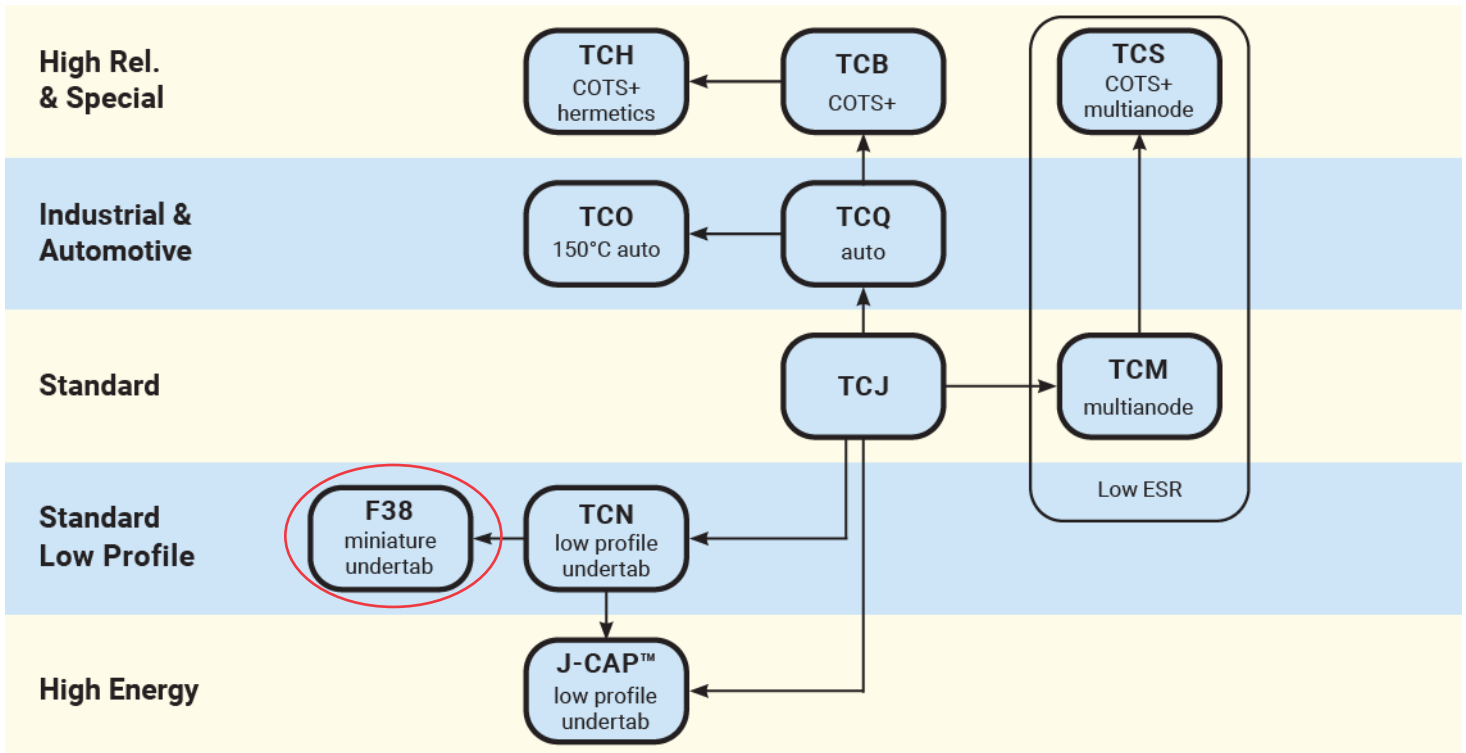 High Rel.
& Special
TCH
COTS+
hermetics
TCB
COTS+
TCS
COTS+
multianode
Industrial &
Automotive
TCO
150°C auto
TCQ
auto
Standard
TCJ
TCM
multianode
Low ESR
Standard
Low Profile
F38
miniature
undertab
TCN
low profile
undertab
High Energy
J-CAP™
low profile
undertab